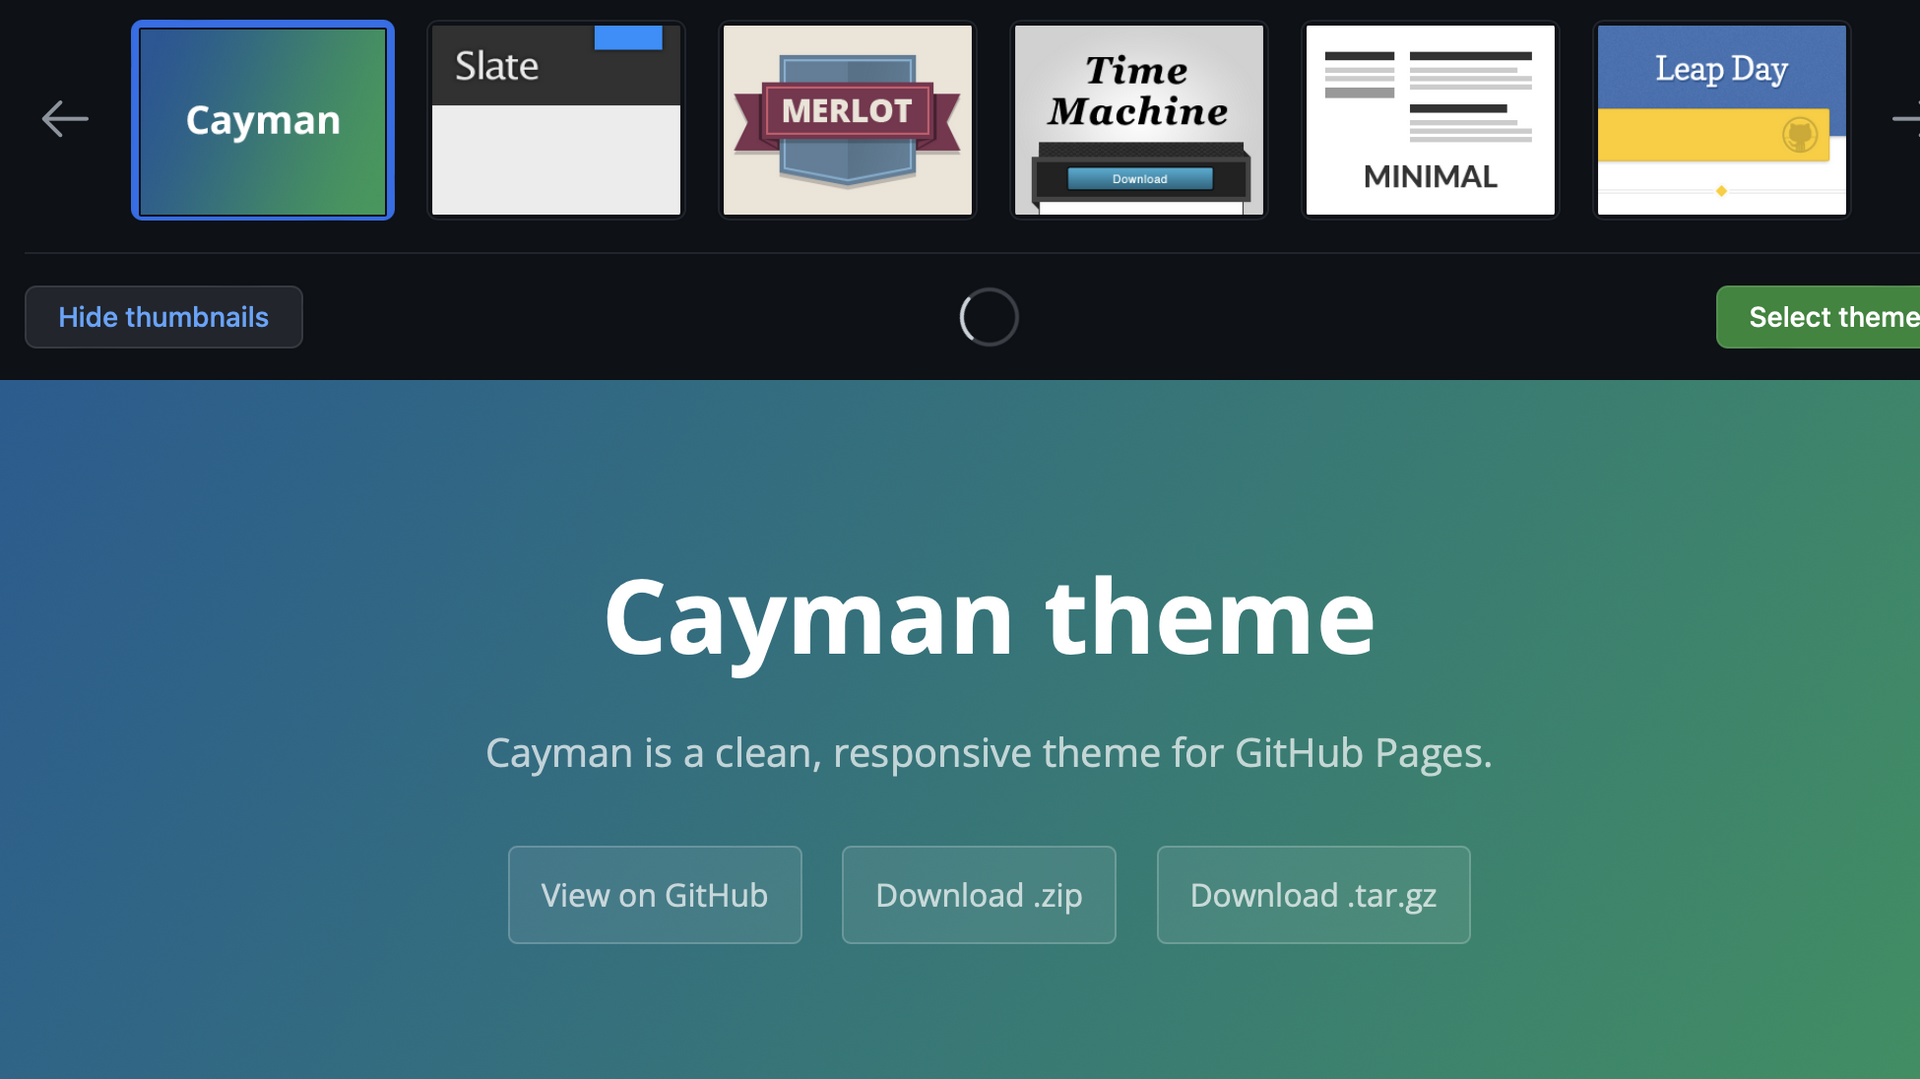 Cayman
Slate
MERLOT
Time
Machine
Download
MINIMAL
Leap Day
Hide thumbnails
Select theme
Cayman theme
Cayman is a clean, responsive theme for GitHub Pages.
View on GitHub
Download .zip
Download .tar.gz